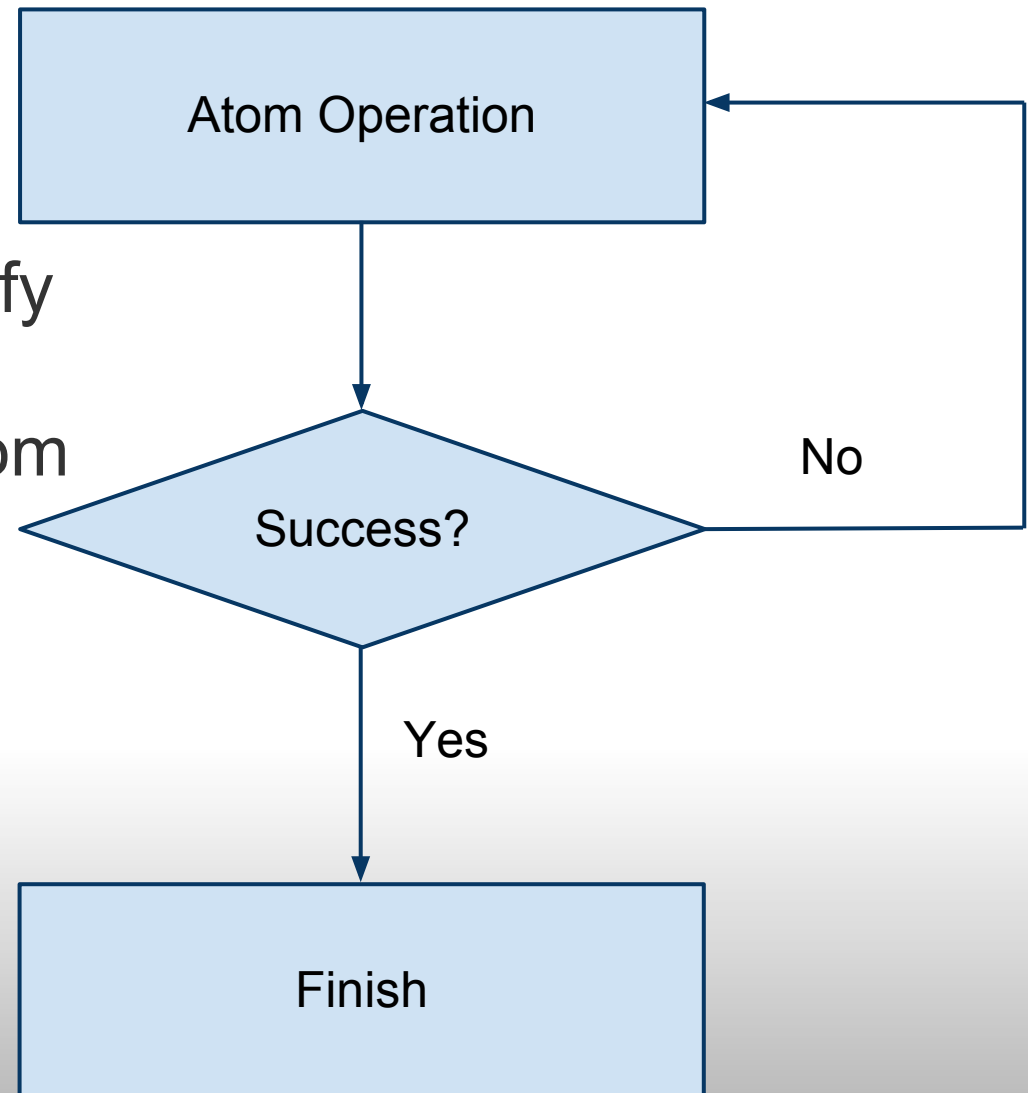 Atom Operation
fy
om
No
Success?
Yes
Finish